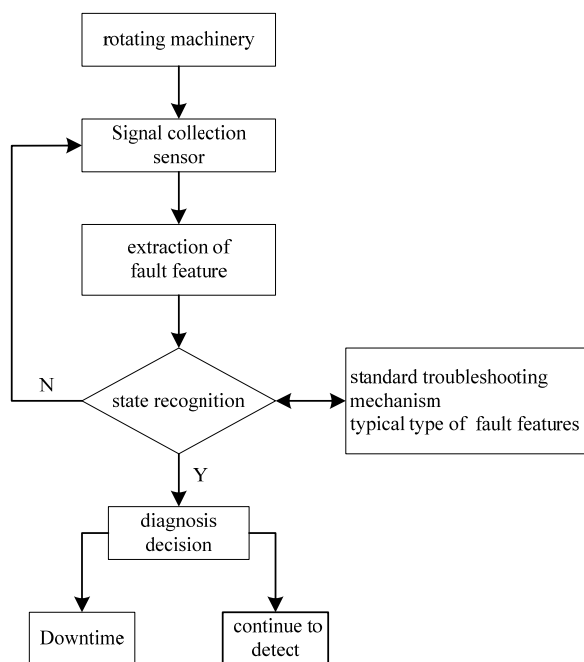 rotating machinery
Signal collection
sensor
extraction of
fault feature
N
state recognition
standard troubleshooting
mechanism
typical type of fault features
Y
diagnosis
decision
Downtime
continue to
detect